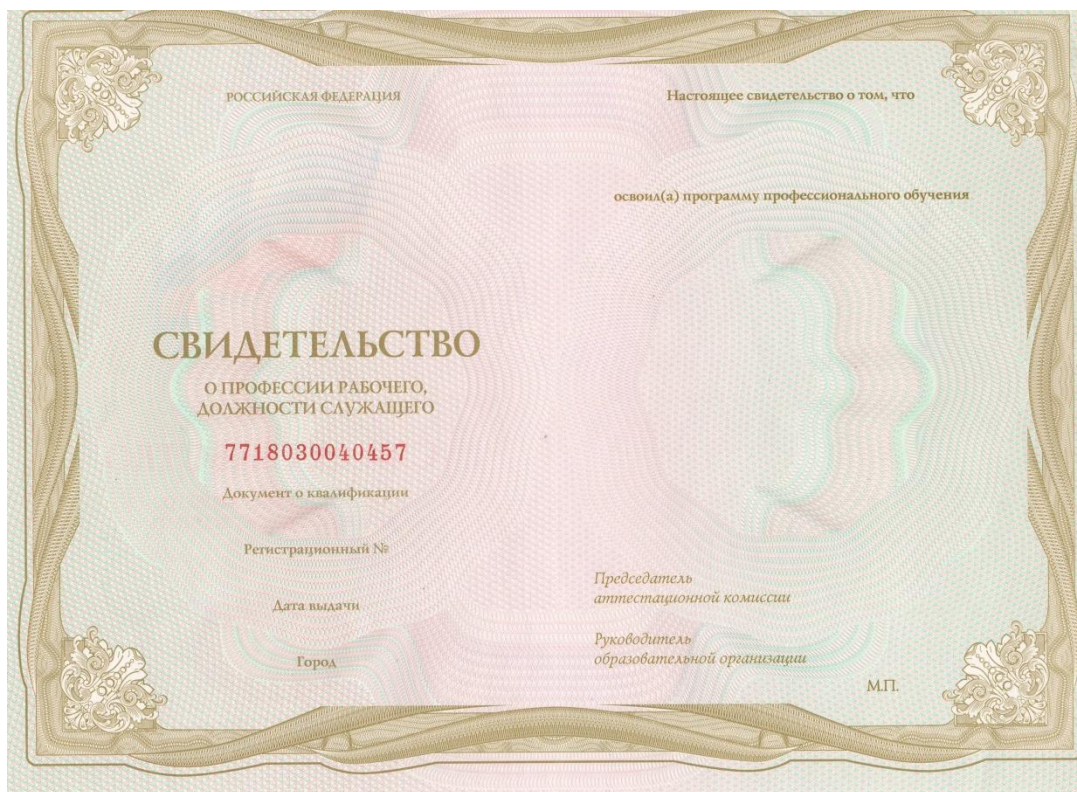 РОССИЙСКАЯ ФЕДЕРАЦИЯ
СВИДЕТЕЛЬСТВО
О ПРОФЕССИИ РАБОЧЕГО,
ДОЛЖНОСТИ СЛУЖАЩЕГО
7718030040457
Документ о квалификации
Регистрационный №
Дата выдачи
Город
Настоящее свидетельство о том, что
освоил(а) программу профессионального обучения
Председатель
аттестационной комиссии
Руководитель
образовательной организации
М.П.